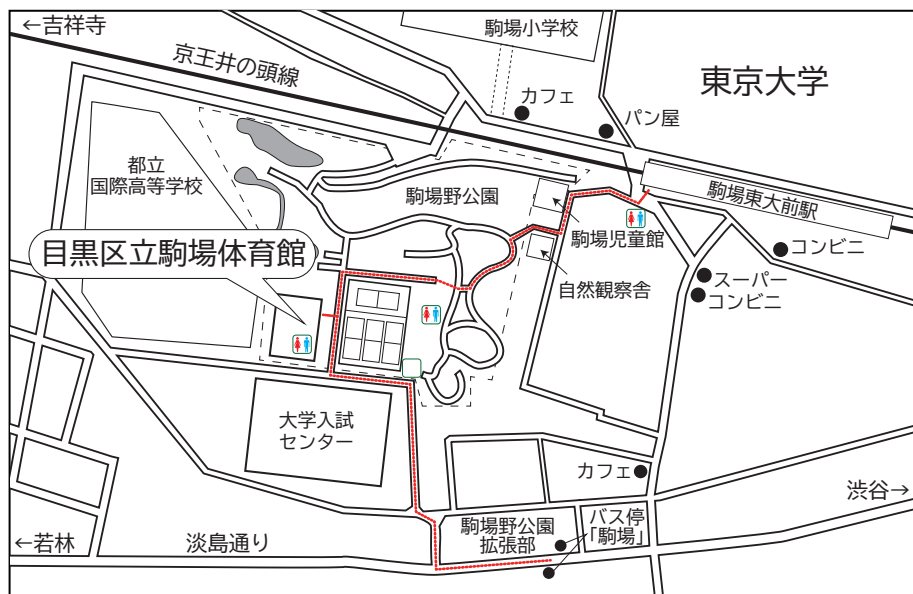 ←吉祥寺
駒場小学校
京王井の頭線
東京大学
カフェ
パン屋
都立
国際高等学校
駒場野公園
駒場東大前駅
駒場児童館
コンビニ
目黒区立駒場体育館
自然観察舎
スーパー
コンビニ
大学入試
センター
カフェ
渋谷→
バス停
「駒場」
駒場野公園
拡張部
←若林
淡島通り